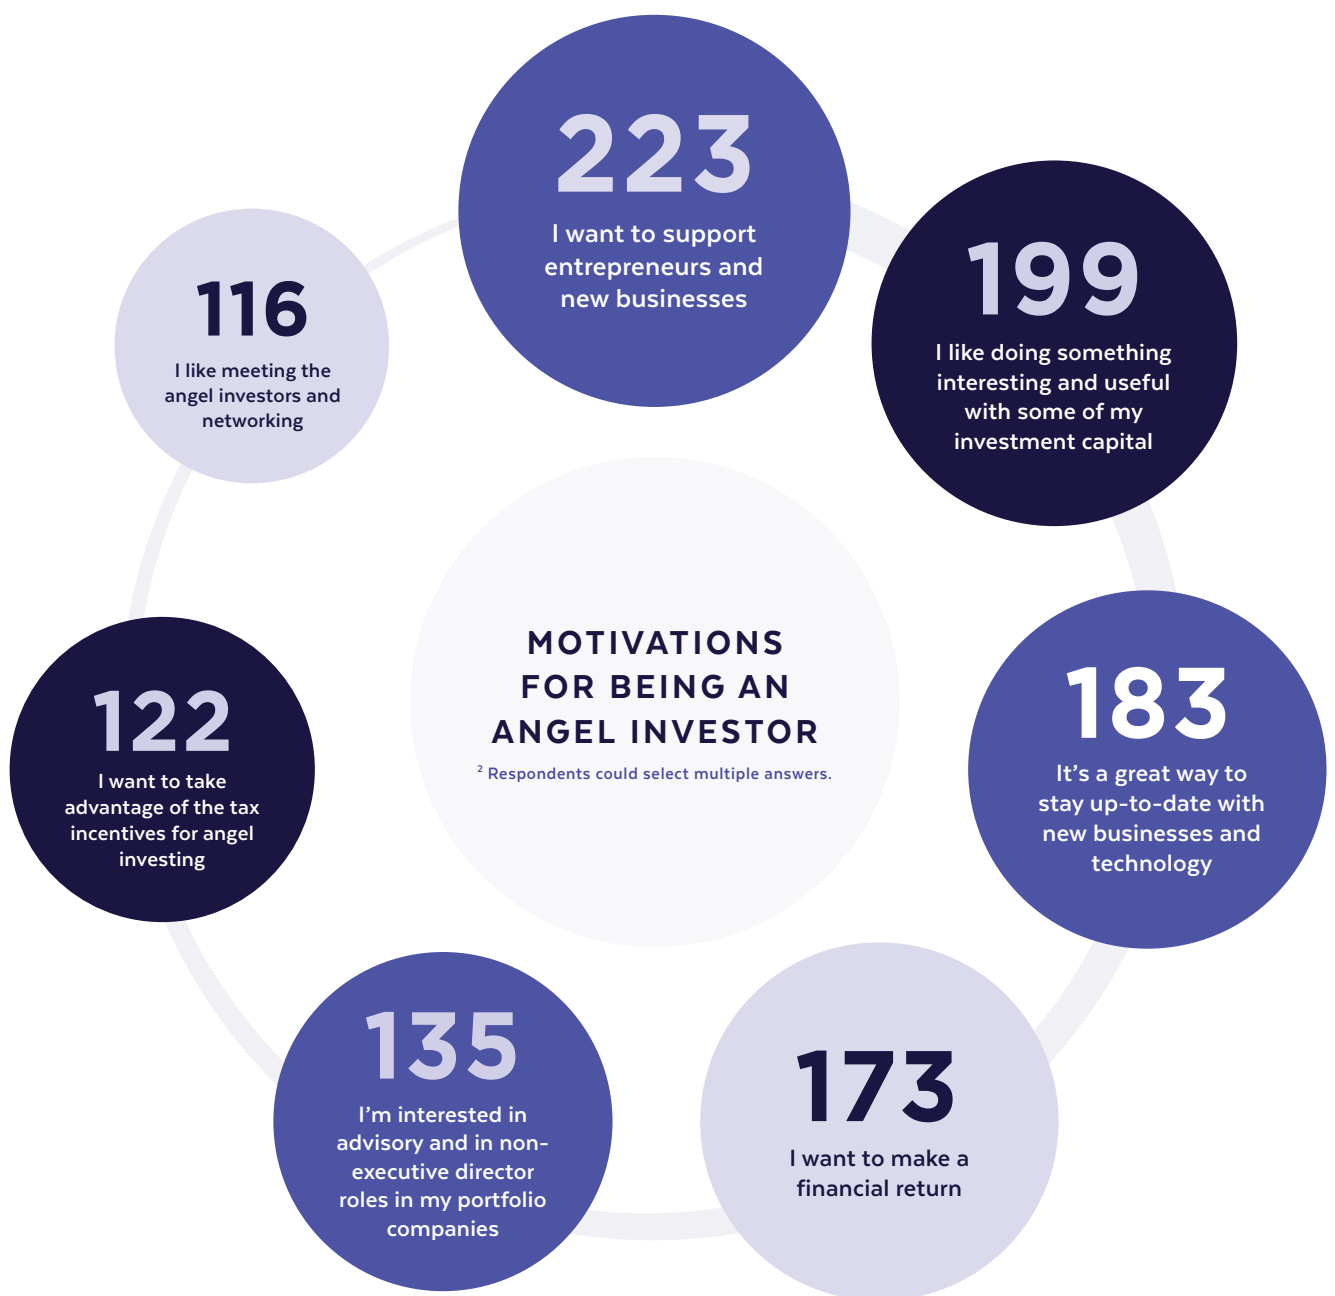 223
I want to support
entrepreneurs and
new businesses
199
I like doing something
interesting and useful
with some of my
investment capital
183
It's a great way to
stay up-to-date with
new businesses and
technology
173
I want to make a
financial return
135
I'm interested in
advisory and in non-
executive director
roles in my portfolio
companies
122
I want to take
advantage of the tax
incentives for angel
investing
116
I like meeting the
angel investors and
networking
MOTIVATIONS
FOR BEING AN
ANGEL INVESTOR
² Respondents could select multiple answers.